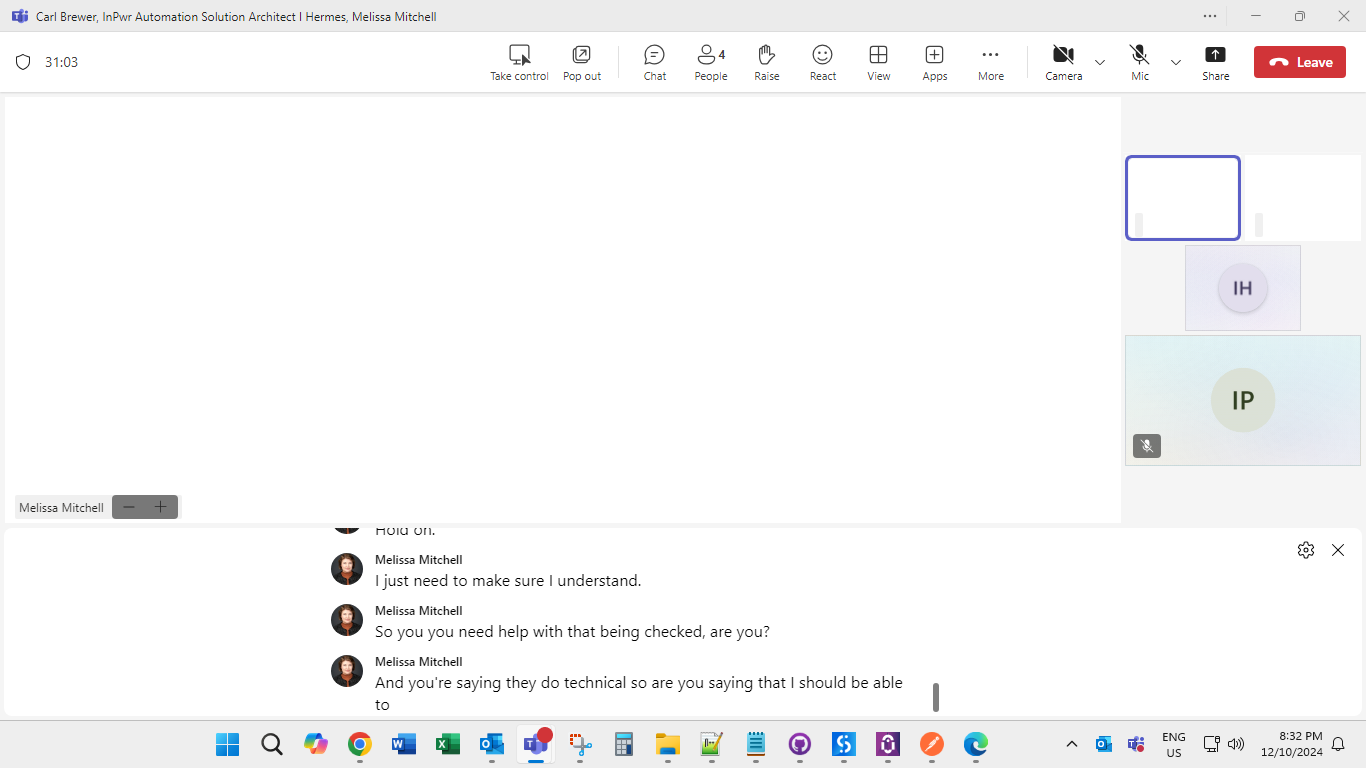 Carl Brewer, InPwr Automation Solution Architect I Hermes, Melissa Mitchell
31:03
Take control
Pop out
Chat
4
People
Raise
React
View
Apps
More
Camera
Mic
Share
Leave
IH
IP
Melissa Mitchell
Hold on.
Melissa Mitchell
I just need to make sure I understand.
Melissa Mitchell
So you you need help with that being checked, are you?
Melissa Mitchell
And you're saying they do technical so are you saying that I should be able
to
ENG
US
8:32 PM
12/10/2024